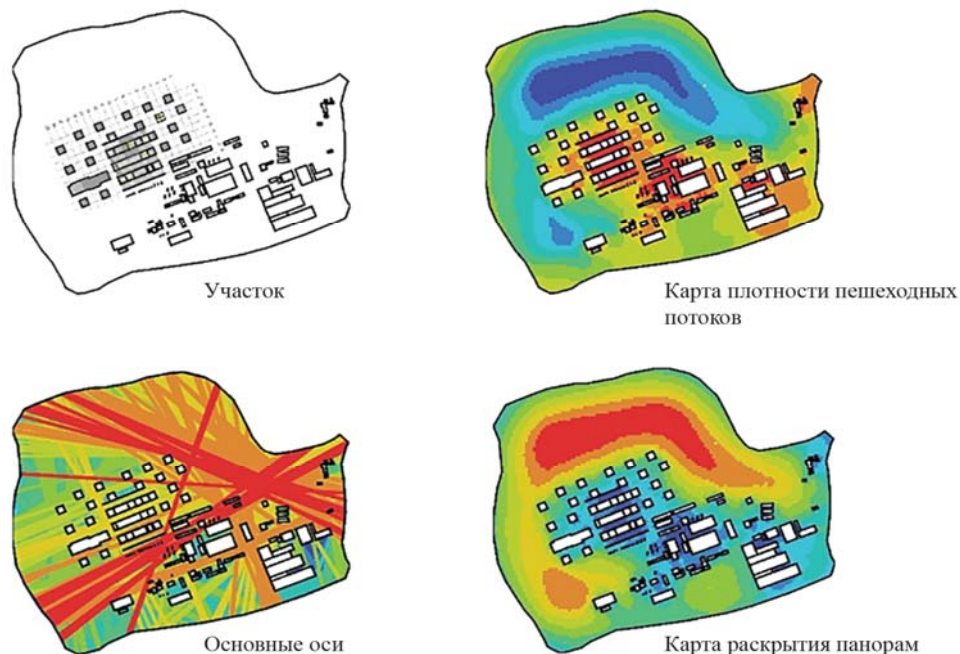 Участок
Карта плотности пешеходных
потоков
Основные оси
Карта раскрытия панорам